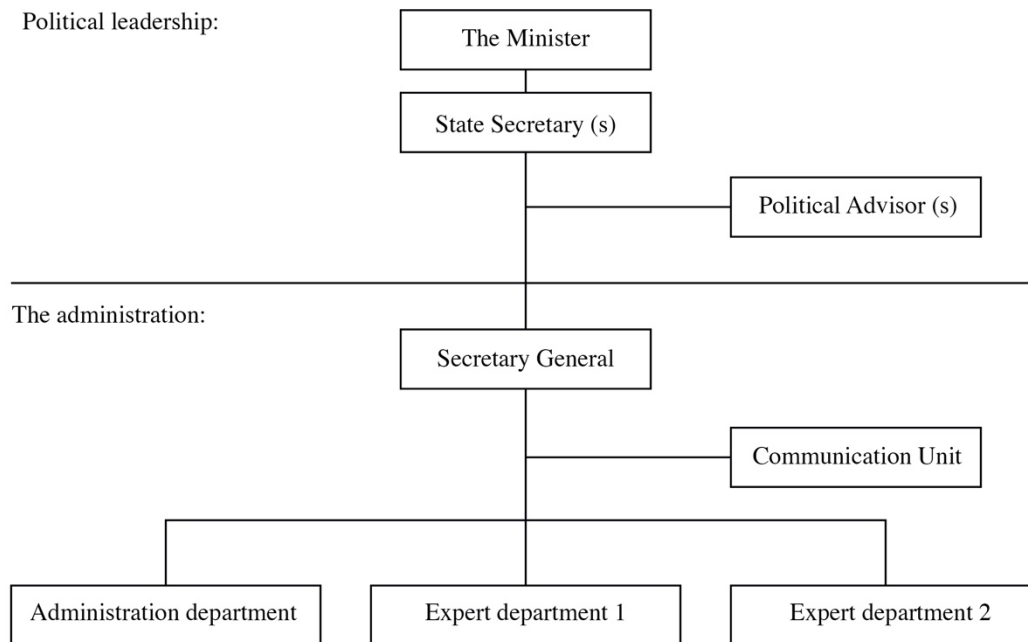 Political leadership:
The Minister
State Secretary (s)
Political Advisor (s)
The administration:
Secretary General
Communication Unit
Administration department
Expert department 1
Expert department 2